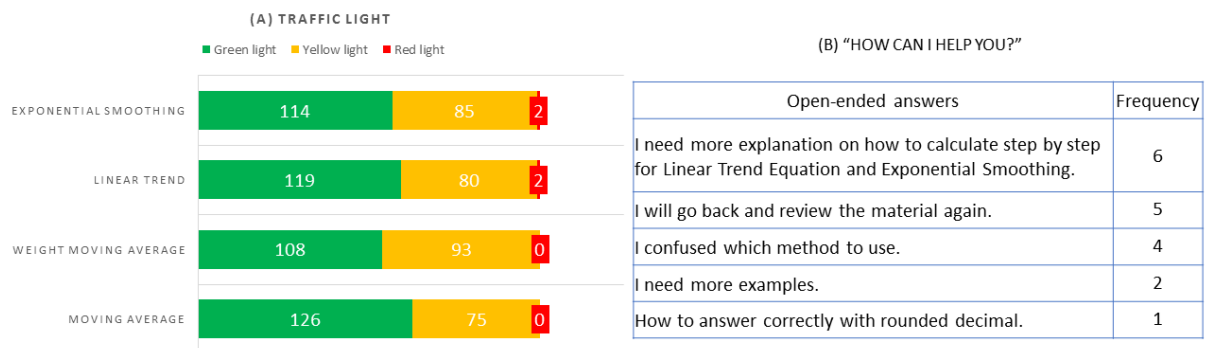 (A) TRAFFIC LIGHT
Green light Yellow light Red light
EXPONENTIAL SMOOTHING 114 85 2
LINEAR TREND 119 80 2
WEIGHT MOVING AVERAGE 108 93 0
MOVING AVERAGE 126 75 0
(B) “HOW CAN I HELP YOU?”
Open-ended answers Frequency
I need more explanation on how to calculate step by step
for Linear Trend Equation and Exponential Smoothing. 6
I will go back and review the material again. 5
I confused which method to use. 4
I need more examples. 2
How to answer correctly with rounded decimal. 1